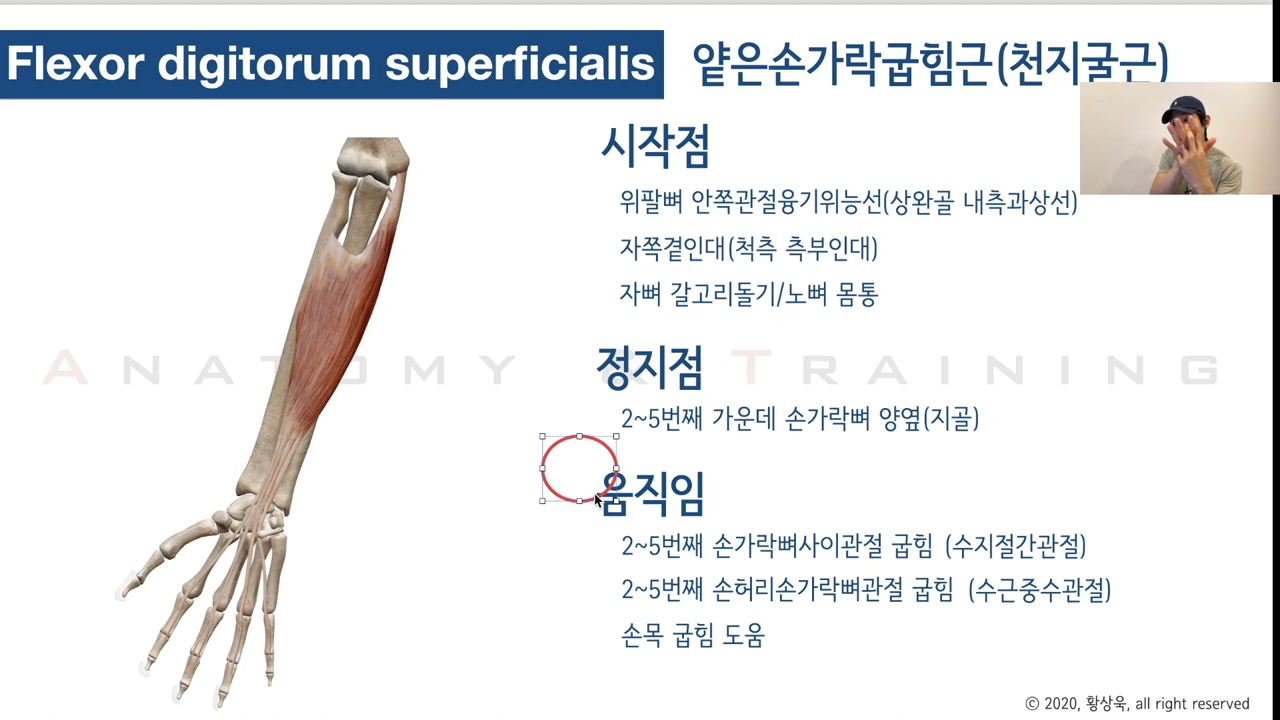 Flexor digitorum superficialis 얕은손가락굽힘근(천지굴근)
시작점
위팔뼈 안쪽관절융기위능선(상완골 내측과상선)
자쪽곁인대(척측 측부인대)
자뼈 갈고리돌기/노뼈 몸통
ANATOMY & TRAINING
정지점
2~5번째 가운데 손가락뼈 양옆(지골)
움직임
2~5번째 손가락뼈사이관절 굽힘 (수지절간관절)
2~5번째 손허리손가락뼈관절 굽힘 (수근중수관절)
손목 굽힘 도움
© 2020, 황상욱, all right reserved